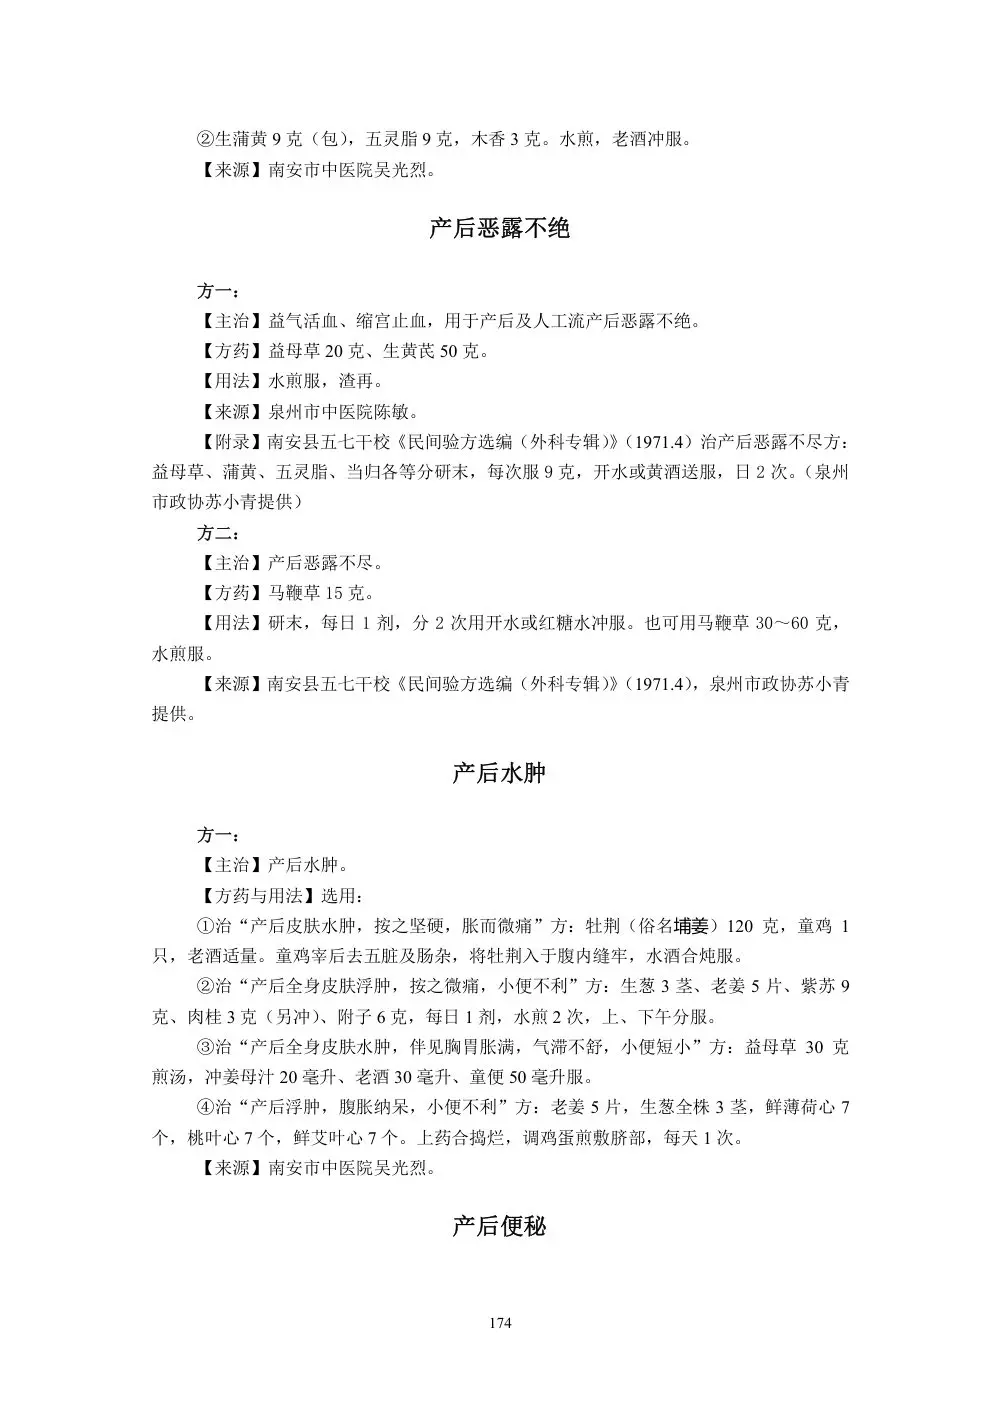 ②生蒲黄 9 克（包），五灵脂 9 克，木香 3 克。水煎，老酒冲服。
【来源】南安市中医院吴光烈。
产后恶露不绝
方一：
【主治】益气活血、缩宫止血，用于产后及人工流产后恶露不绝。
【方药】益母草 20 克、生黄芪 50 克。
【用法】水煎服，渣再。
【来源】泉州市中医院陈敏。
【附录】南安县五七干校《民间验方选编（外科专辑）》（1971.4）治产后恶露不尽方：
益母草、蒲黄、五灵脂、当归各等分研末，每次服 9 克，开水或黄酒送服，日 2 次。（泉州
市政协苏小青提供）
方二：
【主治】产后恶露不尽。
【方药】马鞭草 15 克。
【用法】研末，每日 1 剂，分 2 次用开水或红糖水冲服。也可用马鞭草 30～60 克，
水煎服。
【来源】南安县五七干校《民间验方选编（外科专辑）》（1971.4），泉州市政协苏小青
提供。
产后水肿
方一：
【主治】产后水肿。
【方药与用法】选用：
①治“产后皮肤水肿，按之坚硬，胀而微痛”方：牡荆（俗名埔姜）120 克，童鸡 1
只，老酒适量。童鸡宰后去五脏及肠杂，将牡荆入于腹内缝牢，水酒合炖服。
②治“产后全身皮肤浮肿，按之微痛，小便不利”方：生葱 3 茎、老姜 5 片、紫苏 9
克、肉桂 3 克（另冲）、附子 6 克，每日 1 剂，水煎 2 次，上、下午分服。
③治“产后全身皮肤水肿，伴见胸胃胀满，气滞不舒，小便短小”方：益母草 30 克
煎汤，冲姜母汁 20 毫升、老酒 30 毫升、童便 50 毫升服。
④治“产后浮肿，腹胀纳呆，小便不利”方：老姜 5 片，生葱全株 3 茎，鲜薄荷心 7
个，桃叶心 7 个，鲜艾叶心 7 个。上药合捣烂，调鸡蛋煎敷脐部，每天 1 次。
【来源】南安市中医院吴光烈。
产后便秘
174